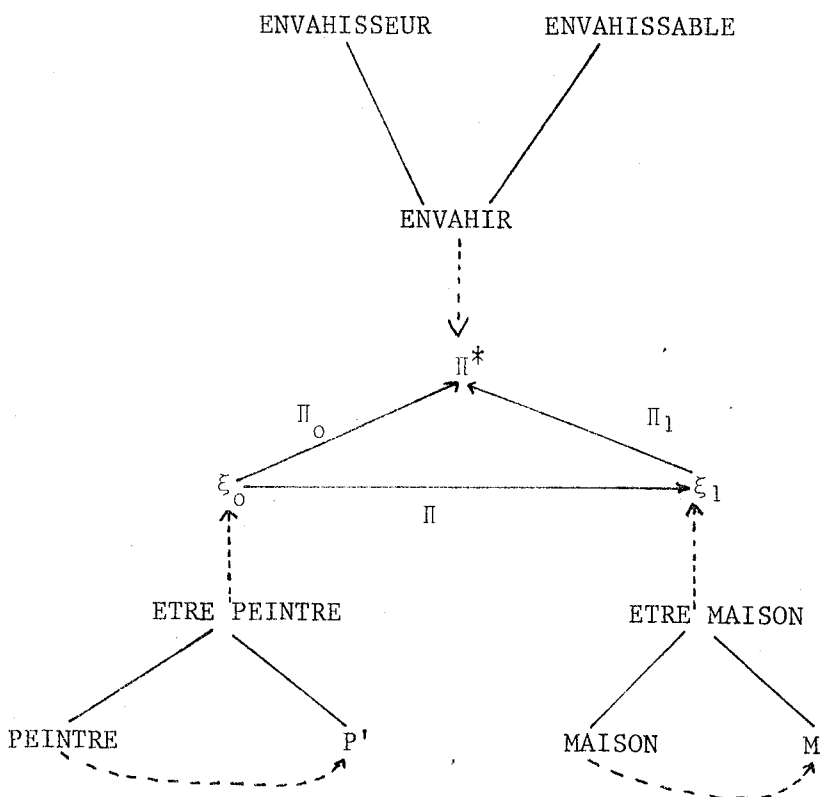 ENVAHISSEUR ENVAHISSABLE
ENVAHIR
Π*
Π₀ Π₁
ξ₀ ξ₁
Π
ETRE PEINTRE ETRE MAISON
PEINTRE P' MAISON M